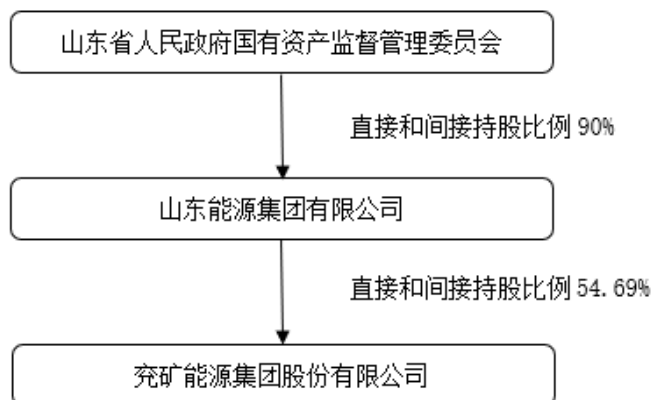 山东省人民政府国有资产监督管理委员会
直接和间接持股比例 90%
山东能源集团有限公司
直接和间接持股比例 54.69%
兖矿能源集团股份有限公司